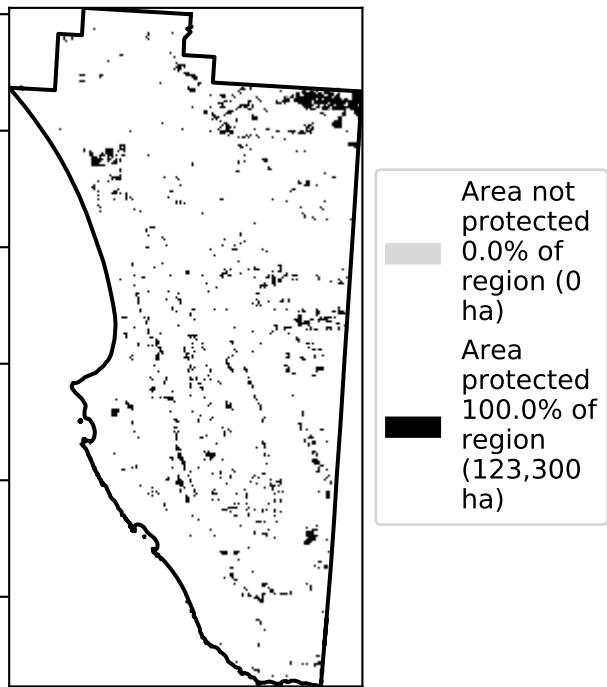 Area not
protected
0.0% of
region (0
ha)
Area
protected
100.0% of
region
(123,300
ha)